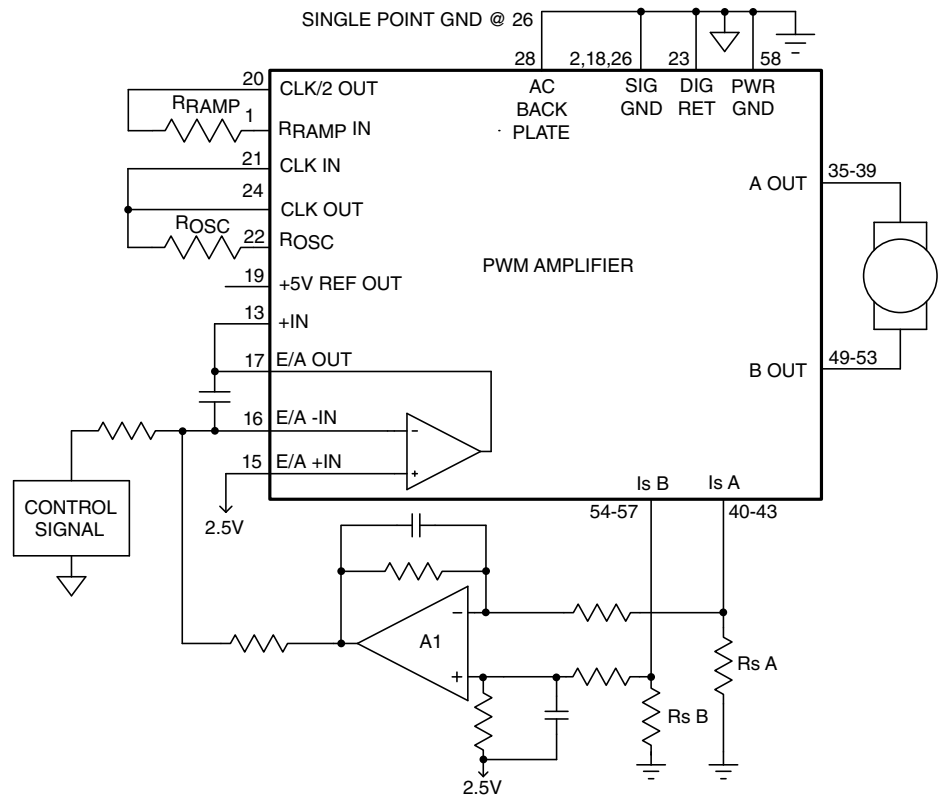 SINGLE POINT GND @ 26
28
2,18,26
23
58
20
CLK/2 OUT
AC
BACK
PLATE
SIG
GND
DIG
RET
PWR
GND
RRAMP
1
RRAMP IN
21
CLK IN
24
CLK OUT
ROSC
22
ROSC
19
+5V REF OUT
13
+IN
17
E/A OUT
16
E/A -IN
15
E/A +IN
PWM AMPLIFIER
A OUT
35-39
B OUT
49-53
-
+
CONTROL
SIGNAL
2.5V
Is B
Is A
54-57
40-43
A1
−
+
Rs A
Rs B
2.5V